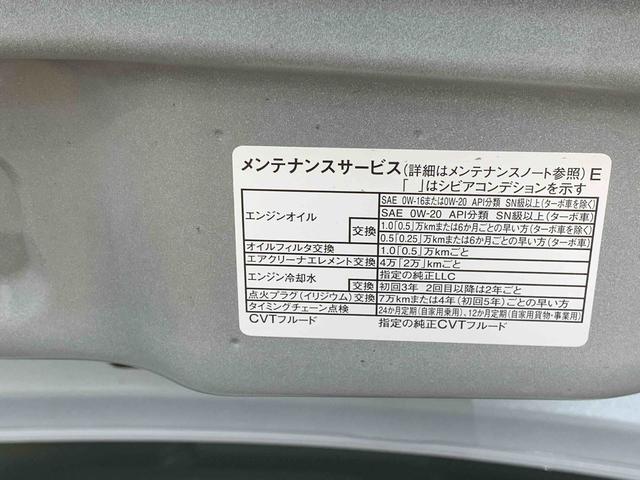 メンテナンスサービス(詳細はメンテナンスノート参照) E
「 」はシビアコンデションを示す
エンジンオイル SAE 0W-16または0W-20 API分類 SN級以上(ターボ車を除く)
SAE 0W-20 API分類 SN級以上(ターボ車)
交換 1.0「0.5」万kmまたは6か月ごとの早い方(ターボ車を除く)
0.5「0.25」万kmまたは6か月ごとの早い方(ターボ車)
オイルフィルタ交換 1.0「0.5」万kmごと
エアクリーナエレメント交換 4万「2万」kmごと
エンジン冷却水 指定の純正LLC
交換 初回3年 2回目以降は2年ごと
点火プラグ(イリジウム)交換 7万kmまたは4年(初回5年)ごとの早い方
タイミングチェーン点検 24か月定期(自家用乗用)、12か月定期(自家用貨物・事業用)
CVTフルード 指定の純正CVTフルード